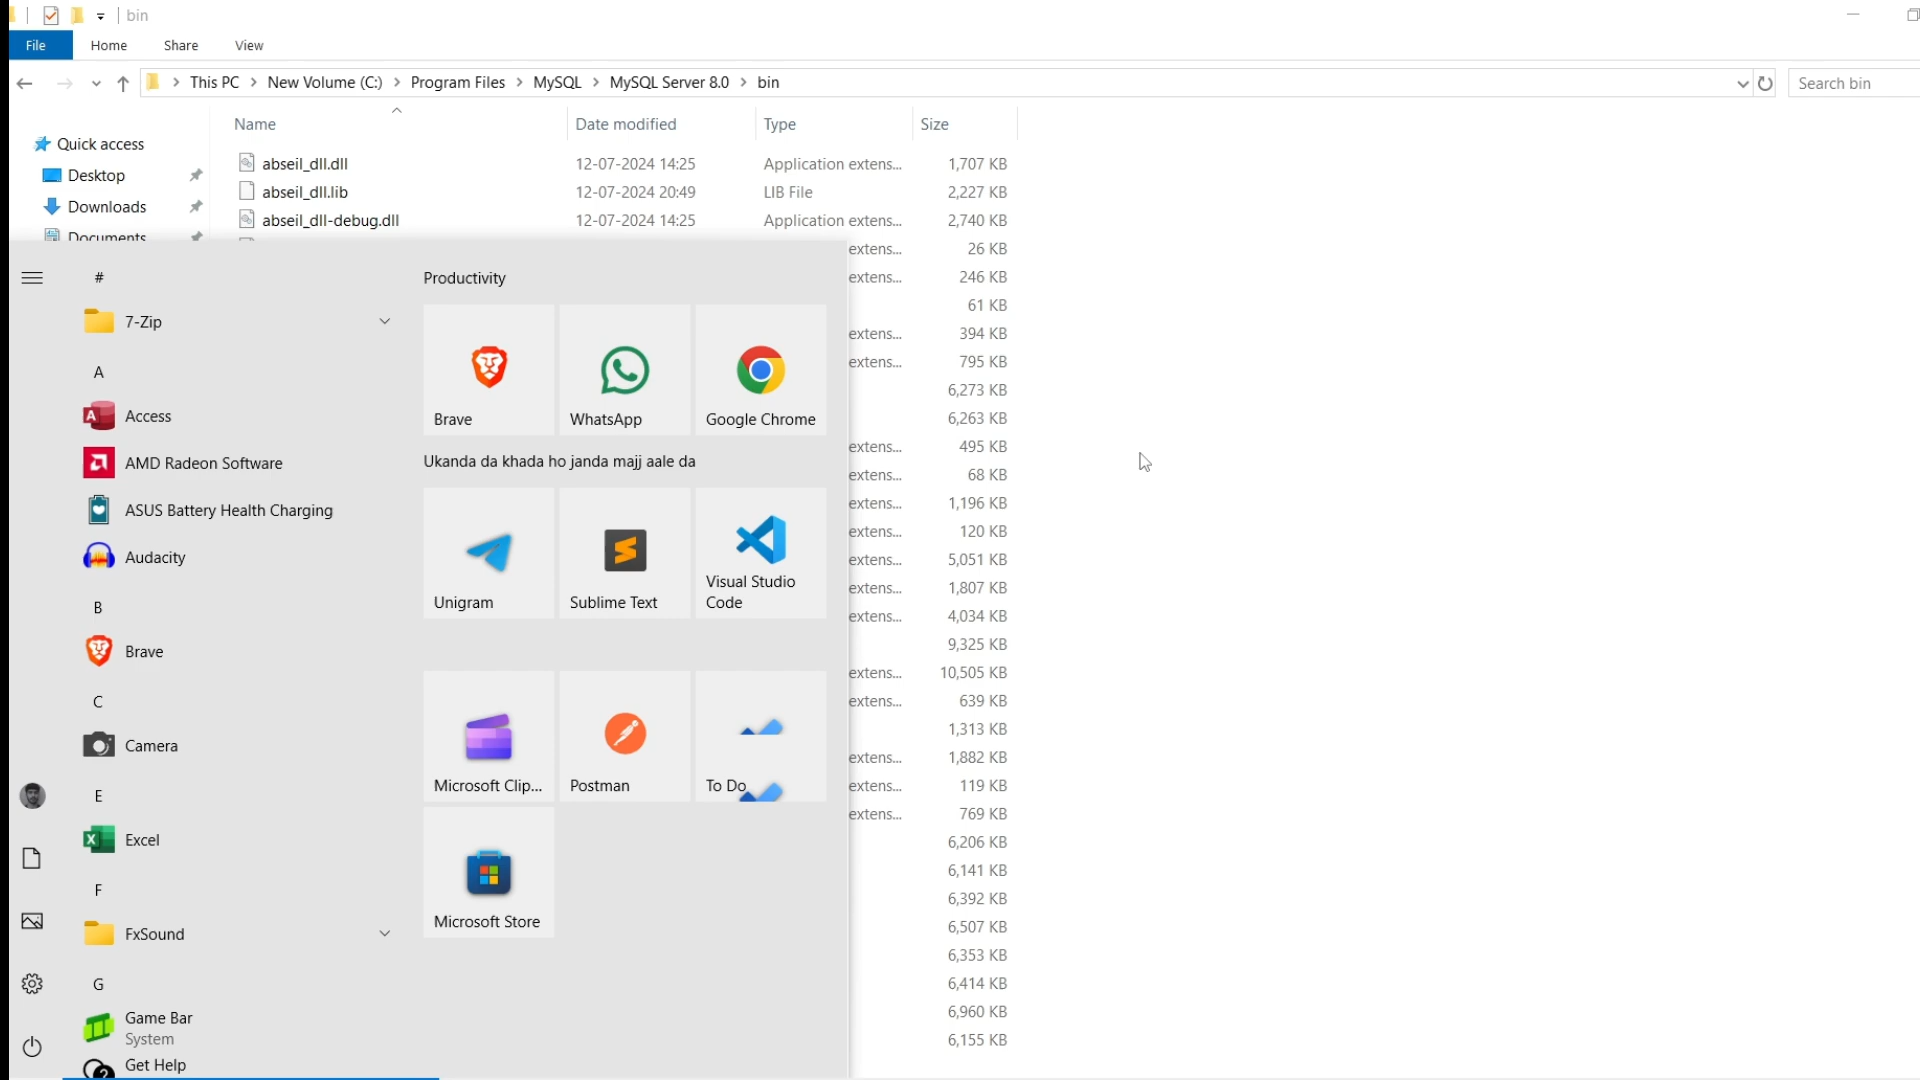 bin
File Home Share View
This PC New Volume (C:) Program Files MySQL MySQL Server 8.0 bin Search bin
Name Date modified Type Size
Quick access
Desktop
Downloads
Documents
abseil_dll.dll 12-07-2024 14:25 Application extens... 1,707 KB
abseil_dll.lib 12-07-2024 20:49 LIB File 2,227 KB
abseil_dll-debug.dll 12-07-2024 14:25 Application extens... 2,740 KB
extens... 26 KB
extens... 246 KB
61 KB
extens... 394 KB
extens... 795 KB
6,273 KB
6,263 KB
extens... 495 KB
extens... 68 KB
extens... 1,196 KB
extens... 120 KB
extens... 5,051 KB
extens... 1,807 KB
extens... 4,034 KB
9,325 KB
extens... 10,505 KB
extens... 639 KB
1,313 KB
extens... 1,882 KB
extens... 119 KB
extens... 769 KB
6,206 KB
6,141 KB
6,392 KB
6,507 KB
6,353 KB
6,414 KB
6,960 KB
6,155 KB
#
7-Zip
A
Access
AMD Radeon Software
ASUS Battery Health Charging
Audacity
B
Brave
C
Camera
E
Excel
F
FxSound
G
Game Bar
System
Get Help
Productivity
Brave WhatsApp Google Chrome
Ukanda da khada ho janda majj aale da
Unigram Sublime Text Visual Studio
Code
Microsoft Clip... Postman To Do
Microsoft Store